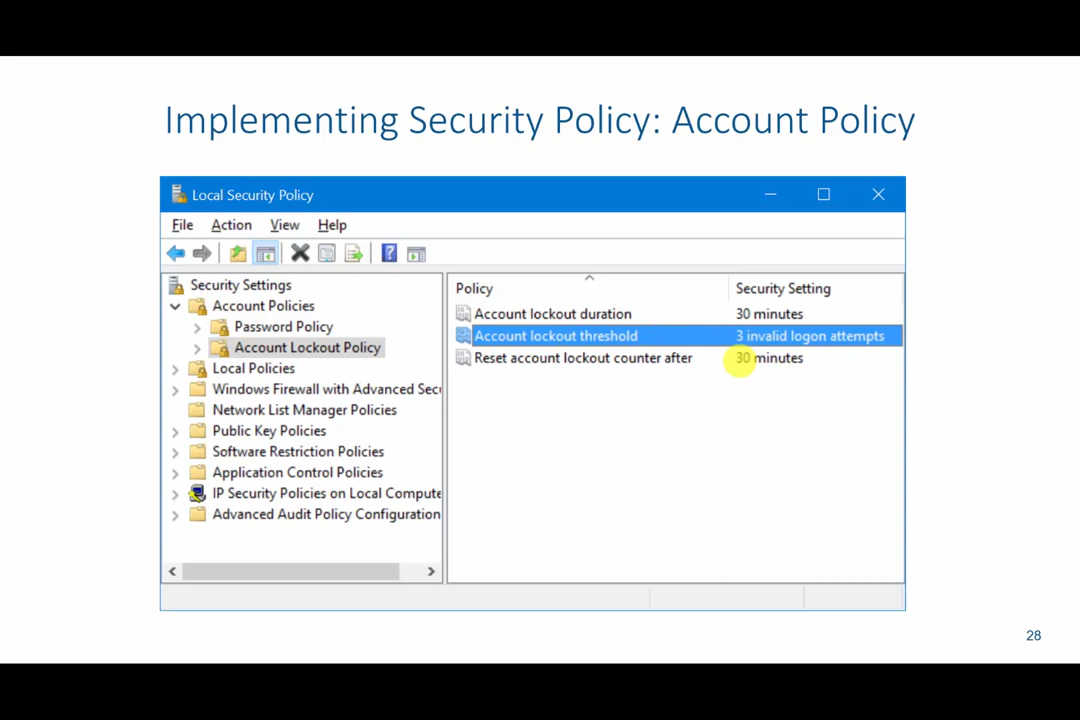 Implementing Security Policy: Account Policy
Local Security Policy
File Action View Help
Security Settings
Account Policies
Password Policy
Account Lockout Policy
Local Policies
Windows Firewall with Advanced Secu
Network List Manager Policies
Public Key Policies
Software Restriction Policies
Application Control Policies
IP Security Policies on Local Compute
Advanced Audit Policy Configuration
Policy Security Setting
Account lockout duration 30 minutes
Account lockout threshold 3 invalid logon attempts
Reset account lockout counter after 30 minutes
28